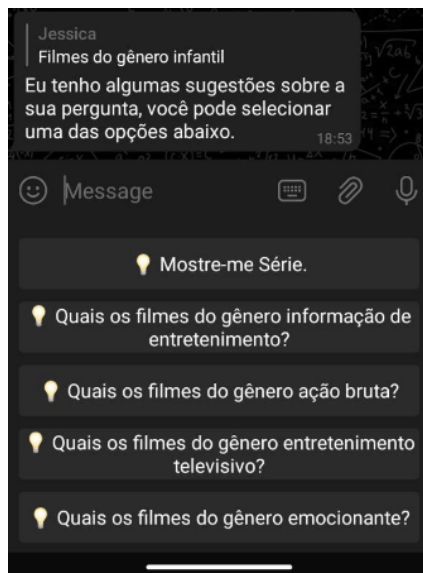 Jessica
Filmes do gênero infantil
Eu tenho algumas sugestões sobre a
sua pergunta, você pode selecionar
uma das opções abaixo.
18:53
Message
Mostre-me Série.
Quais os filmes do gênero informação de
entretenimento?
Quais os filmes do gênero ação bruta?
Quais os filmes do gênero entretenimento
televisivo?
Quais os filmes do gênero emocionante?